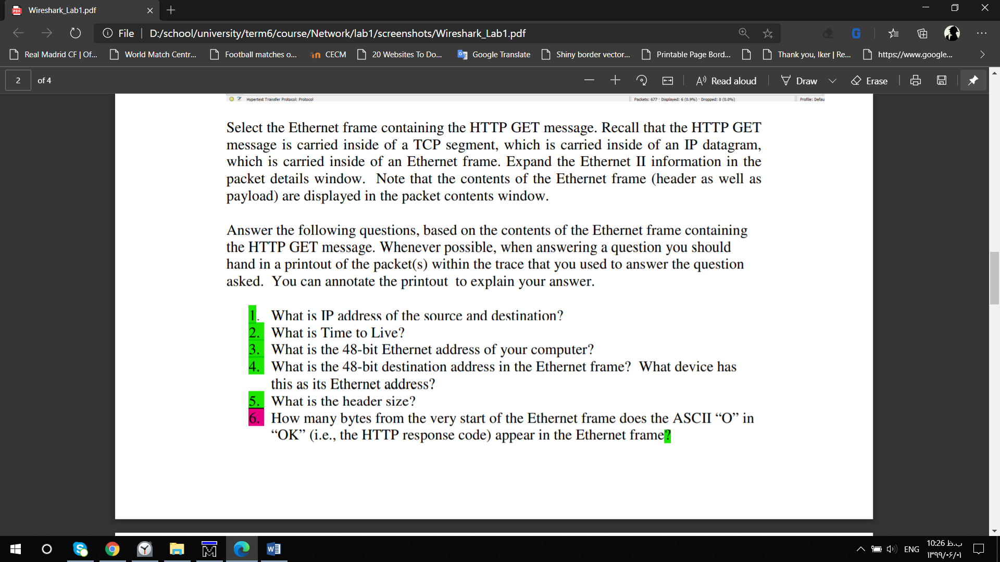 Wireshark_Lab1.pdf
File
D:/school/university/term6/course/Network/lab1/screenshots/Wireshark_Lab1.pdf
Real Madrid CF | Of...
World Match Centr...
Football matches o...
CECM
20 Websites To Do...
Google Translate
Shiny border vector...
Printable Page Bord...
Thank you, Iker | Re...
https://www.google...
2 of 4
Read aloud
Draw
Erase
Hypertext Transfer Protocol: Protocol
Packets: 677 · Displayed: 6 (0.9%) · Dropped: 0 (0.0%)
Profile: Defau
Select the Ethernet frame containing the HTTP GET message. Recall that the HTTP GET
message is carried inside of a TCP segment, which is carried inside of an IP datagram,
which is carried inside of an Ethernet frame. Expand the Ethernet II information in the
packet details window.  Note that the contents of the Ethernet frame (header as well as
payload) are displayed in the packet contents window.
Answer the following questions, based on the contents of the Ethernet frame containing
the HTTP GET message. Whenever possible, when answering a question you should
hand in a printout of the packet(s) within the trace that you used to answer the question
asked.  You can annotate the printout  to explain your answer.
1. What is IP address of the source and destination?
2. What is Time to Live?
3. What is the 48-bit Ethernet address of your computer?
4. What is the 48-bit destination address in the Ethernet frame?  What device has
this as its Ethernet address?
5. What is the header size?
6. How many bytes from the very start of the Ethernet frame does the ASCII “O” in
“OK” (i.e., the HTTP response code) appear in the Ethernet frame?
ENG
10:26 ب.ظ
۱۳۹۹/۰۶/۰۱